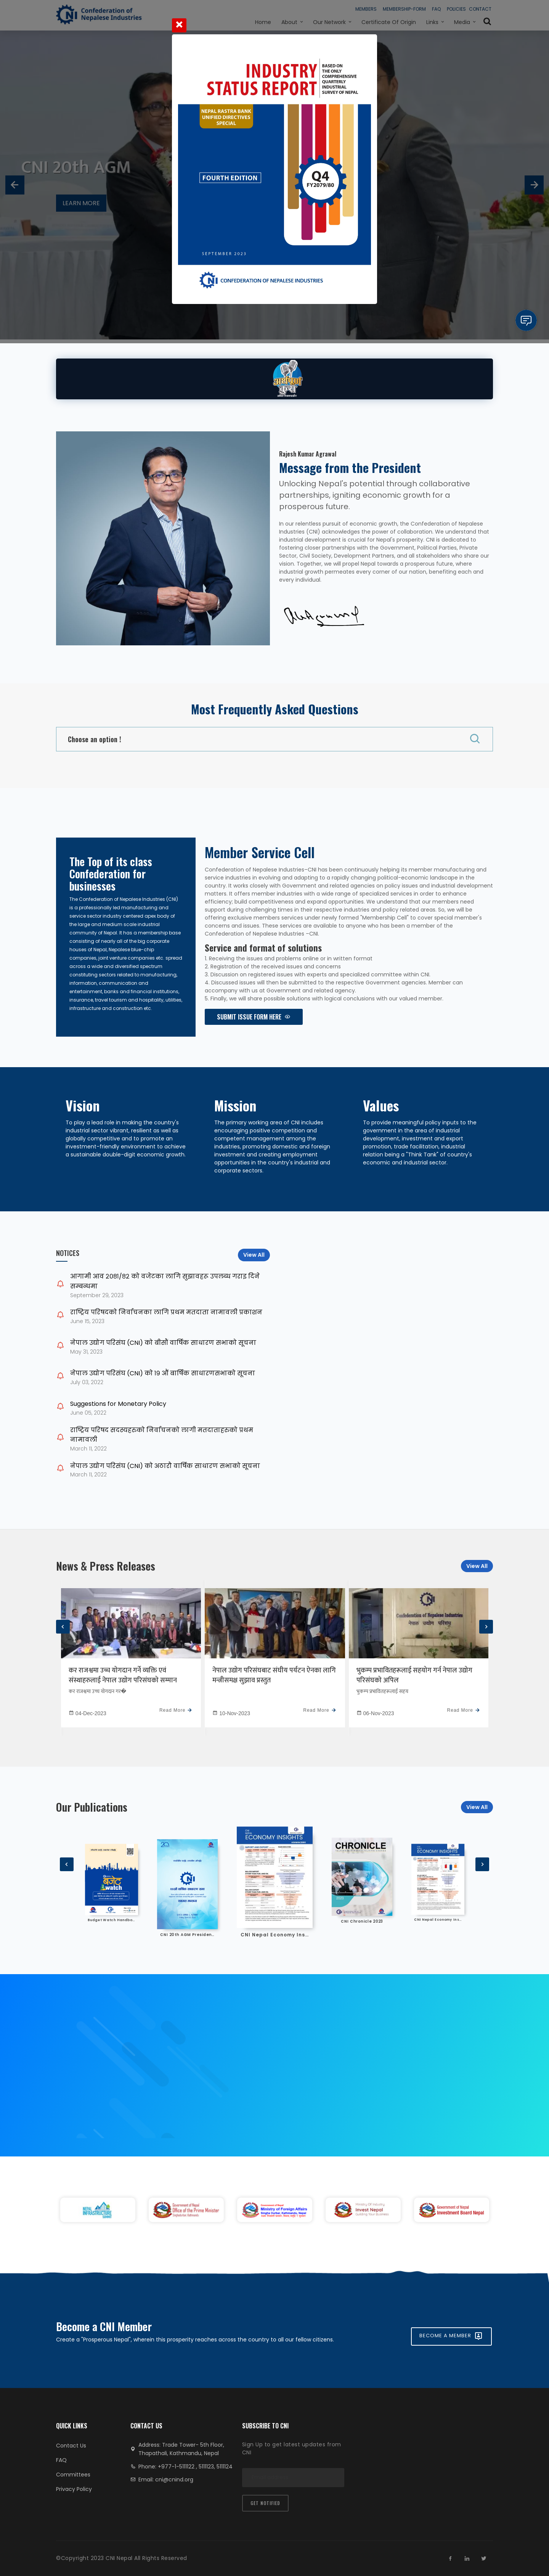 Confederation of
Nepalese Industries
MEMBERS MEMBERSHIP-FORM FAQ POLICIES CONTACT
Home About Our Network Certificate Of Origin Links Media
INDUSTRY
STATUS REPORT
BASED ON
THE ONLY
COMPREHENSIVE
QUARTERLY
INDUSTRIAL
SURVEY OF NEPAL
NEPAL RASTRA BANK
UNIFIED DIRECTIVES
SPECIAL
FOURTH EDITION
Q4
FY2079/80
SEPTEMBER 2023
CNI CONFEDERATION OF NEPALESE INDUSTRIES
CNI 20th AGM
LEARN MORE
Rajesh Kumar Agrawal
Message from the President
Unlocking Nepal's potential through collaborative
partnerships, igniting economic growth for a
prosperous future.
In our relentless pursuit of economic growth, the Confederation of Nepalese
Industries (CNI) acknowledges the power of collaboration. We understand that
industrial development is crucial for Nepal's prosperity. CNI is dedicated to
fostering closer partnerships with the Government, Political Parties, Private
Sector, Civil Society, Development Partners, and all stakeholders who share our
vision. Together, we will propel Nepal towards a prosperous future, where
industrial growth permeates every corner of our nation, benefiting each and
every individual.
Most Frequently Asked Questions
Choose an option !
The Top of its class
Confederation for
businesses
The Confederation of Nepalese Industries (CNI)
is a professionally led manufacturing and
service sector industry centered apex body of
the large and medium scale industrial
community of Nepal. It has a membership base
consisting of nearly all of the big corporate
houses of Nepal, Nepalese blue-chip
companies, joint venture companies etc. spread
across a wide and diversified spectrum
constituting sectors related to manufacturing,
information, communication and
entertainment, banks and financial institutions,
insurance, travel tourism and hospitality, utilities,
infrastructure and construction etc.
Member Service Cell
Confederation of Nepalese Industries-CNI has been continuously helping its member manufacturing and
service industries in evolving and adapting to a rapidly changing political-economic landscape in the
country. It works closely with Government and related agencies on policy issues and industrial development
matters. It offers its member industries with a wide range of specialized services in order to enhance
efficiency; build competitiveness and expand opportunities. We understand that our members need
support during challenging times in their respective industries and policy related areas. So, we will be
offering exclusive members services under newly formed "Membership Cell" to cover special member's
concerns and issues. These services are available to anyone who has been a member of the
Confederation of Nepalese Industries –CNI.
Service and format of solutions
1. Receiving the issues and problems online or in written format
2. Registration of the received issues and concerns
3. Discussion on registered issues with experts and specialized committee within CNI.
4. Discussed issues will then be submitted to the respective Government agencies. Member can
accompany with us at Government and related agency.
5. Finally, we will share possible solutions with logical conclusions with our valued member.
SUBMIT ISSUE FORM HERE
Vision
To play a lead role in making the country's
industrial sector vibrant, resilient as well as
globally competitive and to promote an
investment-friendly environment to achieve
a sustainable double-digit economic growth.
Mission
The primary working area of CNI includes
encouraging positive competition and
competent management among the
industries, promoting domestic and foreign
investment and creating employment
opportunities in the country's industrial and
corporate sectors.
Values
To provide meaningful policy inputs to the
government in the area of industrial
development, investment and export
promotion, trade facilitation, industrial
relation being a "Think Tank" of country's
economic and industrial sector.
NOTICES
View All
आगामी आव २०८१/८२ को वजेटका लागि सुझावहरू उपलब्ध गराइ दिने
सम्बन्धमा
September 29, 2023
राष्ट्रिय परिषदको निर्वाचनका लागि प्रथम मतदाता नामावली प्रकाशन
June 15, 2023
नेपाल उद्योग परिसंघ (CNI) को बीसौं वार्षिक साधारण सभाको सूचना
May 31, 2023
नेपाल उद्योग परिसंघ (CNI) को १९ औं बार्षिक साधारणसभाको सूचना
July 03, 2022
Suggestions for Monetary Policy
June 05, 2022
राष्ट्रिय परिषद सदस्यहरुको निर्वाचनको लागी मतदाताहरुको प्रथम
नामावली
March 11, 2022
नेपाल उद्योग परिसंघ (CNI) को अठारौ वार्षिक साधारण सभाको सूचना
March 11, 2022
News & Press Releases
View All
कर राजश्वमा उच्च योगदान गर्ने व्यक्ति एवं
संस्थाहरुलाई नेपाल उद्योग परिसंघको सम्मान
कर राजश्वमा उच्च योगदान गर�
04-Dec-2023 Read More
नेपाल उद्योग परिसंघबाट संघीय पर्यटन ऐनका लागि
मन्त्रीसमक्ष सुझाव प्रस्तुत
10-Nov-2023 Read More
भुकम्प प्रभावितहरूलाई सहयोग गर्न नेपाल उद्योग
परिसंघको अपिल
भुकम्प प्रभावितहरूलाई सहय
06-Nov-2023 Read More
Our Publications
View All
बजेट
watch
Budget Watch Handbo...
CNI
CNI 20th AGM Presiden...
ECONOMY INSIGHTS
CNI Nepal Economy Ins...
CHRONICLE
CNI Chronicle 2023
ECONOMY INSIGHTS
CNI Nepal Economy Ins...
INFRASTRUCTURE
Government of Nepal
Office of the Prime Minister
Ministry of Foreign Affairs
Invest Nepal
Government of Nepal
Investment Board Nepal
Become a CNI Member
Create a "Prosperous Nepal", wherein this prosperity reaches across the country to all our fellow citizens.
BECOME A MEMBER
QUICK LINKS
Contact Us
FAQ
Committees
Privacy Policy
CONTACT US
Address: Trade Tower- 5th Floor,
Thapathali, Kathmandu, Nepal
Phone: +977-1-5111122 , 5111123, 5111124
Email: cni@cnind.org
SUBSCRIBE TO CNI
Sign Up to get latest updates from
CNI
GET NOTIFIED
©Copyright 2023 CNI Nepal All Rights Reserved